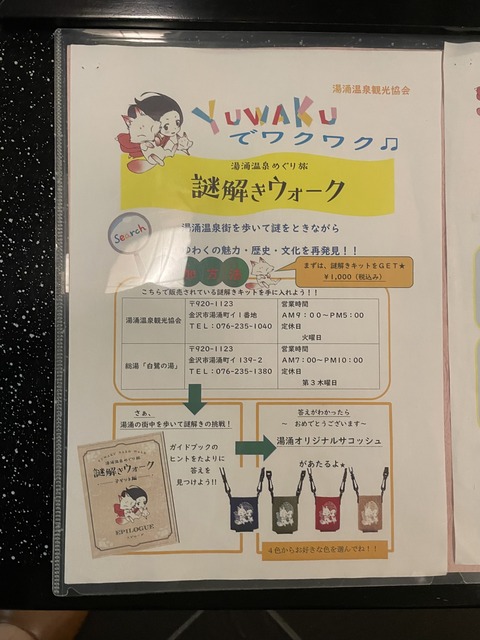 湯涌温泉観光協会
YUWAKU
でワクワク♫
湯涌温泉めぐり旅
謎解きウォーク
Search
湯涌温泉街を歩いて謎をときながら
ゆわくの魅力・歴史・文化を再発見！！
まずは、謎解きキットをGET★
￥1,000（税込み）
こちらで販売されている謎解きキットを手に入れよう！！
湯涌温泉観光協会
〒920-1123
金沢市湯涌町イ1番地
TEL：076-235-1040
営業時間
AM9：00～PM5:00
定休日
火曜日
総湯「白鷺の湯」
〒920-1123
金沢市湯涌町イ139-2
TEL：076-235-1380
営業時間
AM7:00～PM10:00
定休日
第３木曜日
さぁ、
湯涌の街中を歩いて謎解きの挑戦！
ガイドブックの
ヒントをたよりに
答えを
見つけよう!!
湯涌温泉めぐり旅
謎解きウォーク
EPILOGUE
答えがわかったら
～ おめでとうございます～
湯涌オリジナルサコッシュ
があたるよ★
４色からお好きな色を選んでね！！